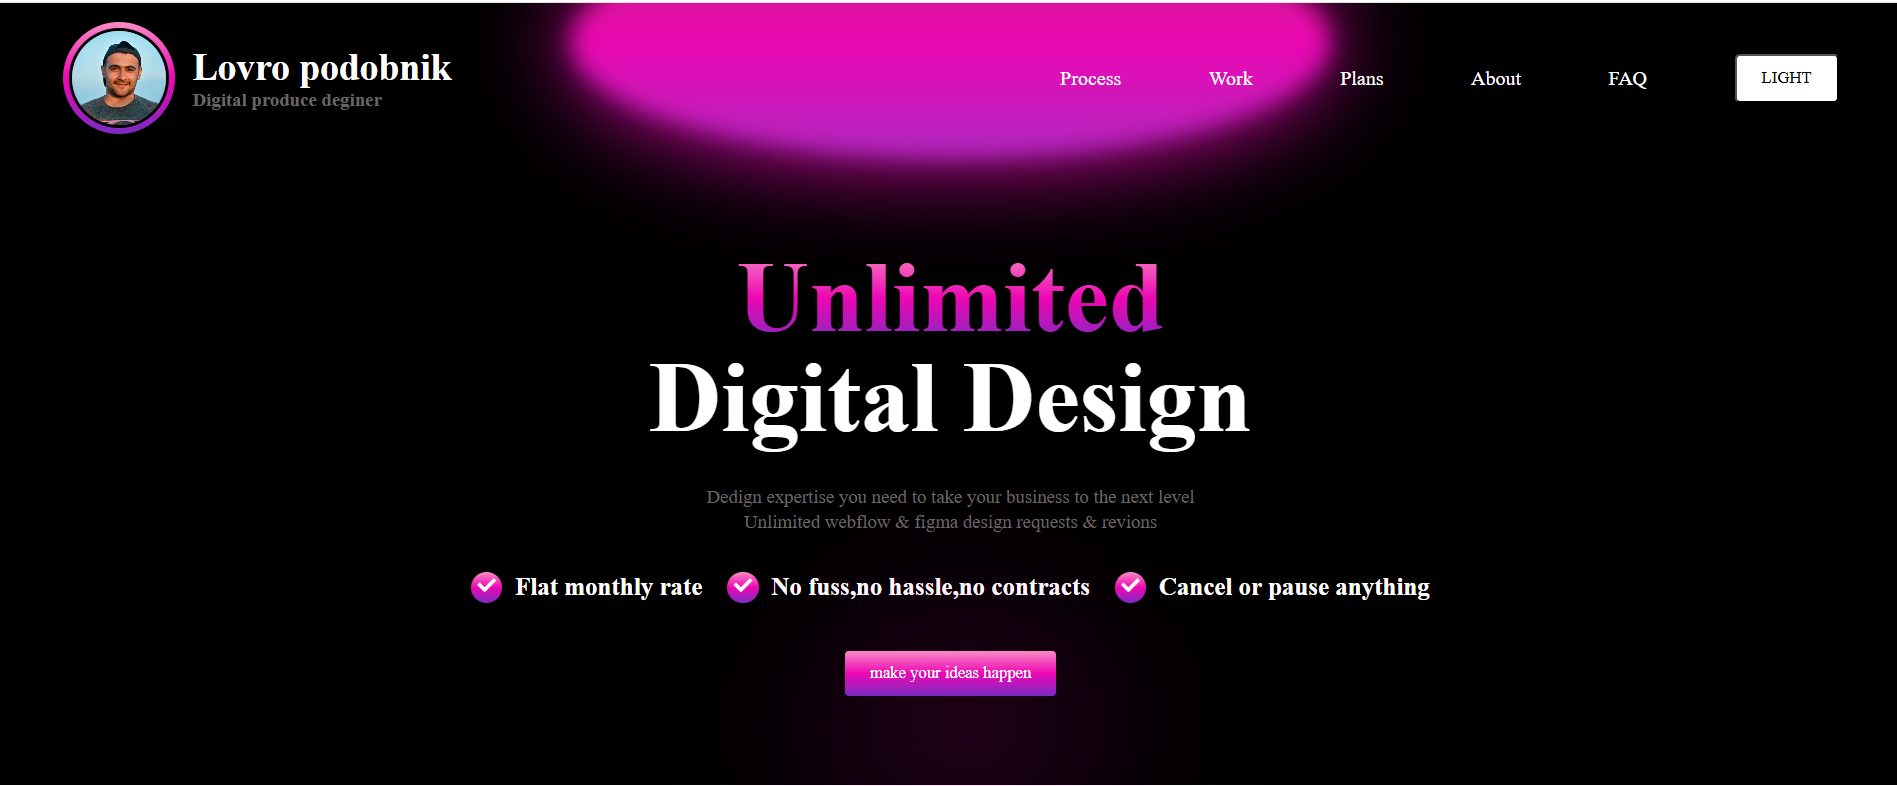 Lovro podobnik
Digital produce deginer
Process Work Plans About FAQ LIGHT
Unlimited
Digital Design
Dedign expertise you need to take your business to the next level
Unlimited webflow & figma design requests & revions
Flat monthly rate No fuss,no hassle,no contracts Cancel or pause anything
make your ideas happen